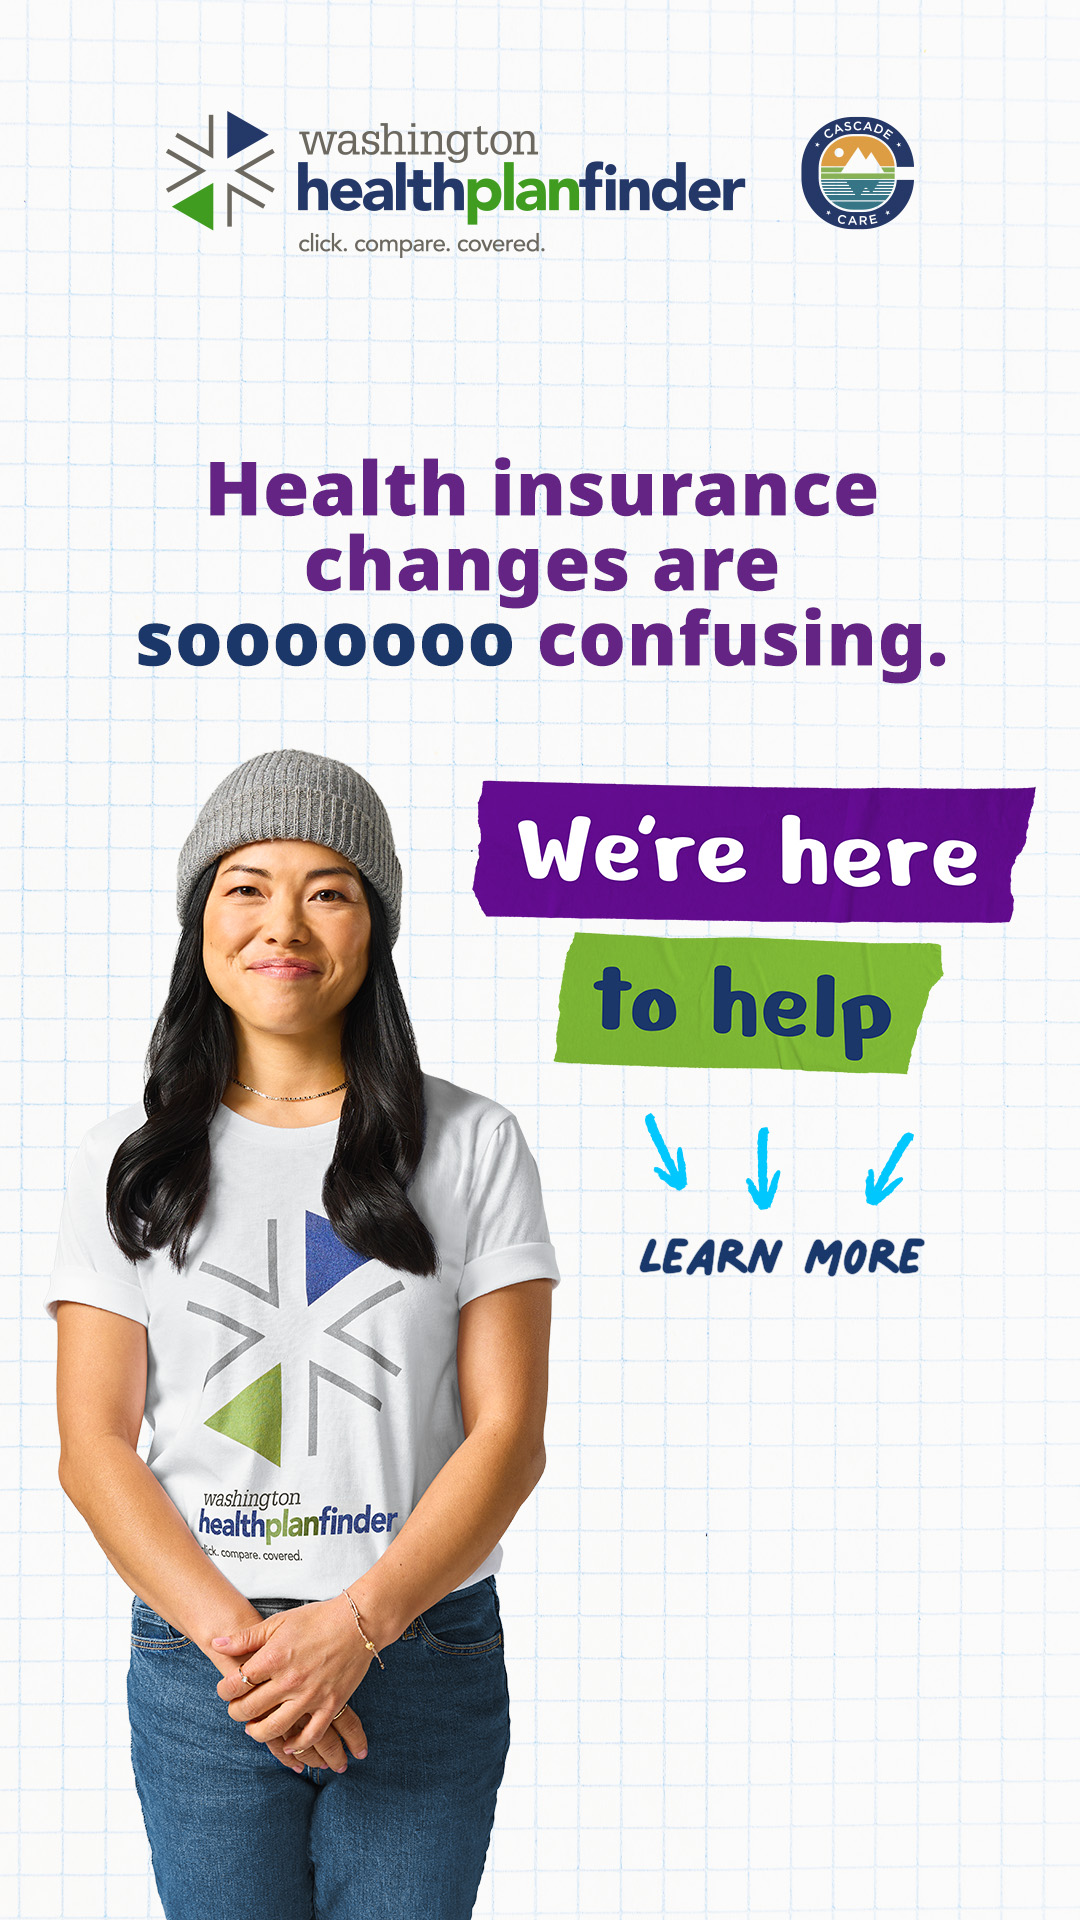 washington
healthplanfinder
click. compare. covered.
CASCADE
CARE
Health insurance
changes are
soooooooo confusing.
We're here
to help
LEARN MORE
washington
healthplanfinder
click. compare. covered.